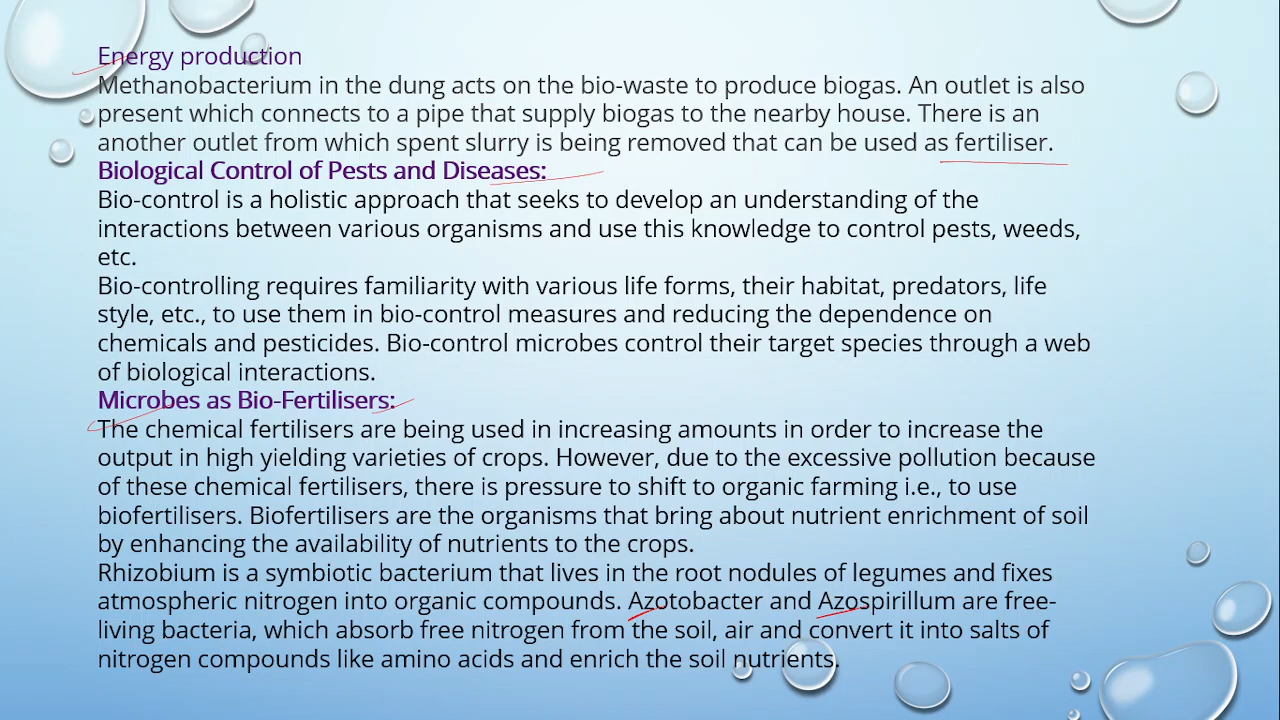 Energy production
Methanobacterium in the dung acts on the bio-waste to produce biogas. An outlet is also
present which connects to a pipe that supply biogas to the nearby house. There is an
another outlet from which spent slurry is being removed that can be used as fertiliser.
Biological Control of Pests and Diseases:
Bio-control is a holistic approach that seeks to develop an understanding of the
interactions between various organisms and use this knowledge to control pests, weeds,
etc.
Bio-controlling requires familiarity with various life forms, their habitat, predators, life
style, etc., to use them in bio-control measures and reducing the dependence on
chemicals and pesticides. Bio-control microbes control their target species through a web
of biological interactions.
Microbes as Bio-Fertilisers:
The chemical fertilisers are being used in increasing amounts in order to increase the
output in high yielding varieties of crops. However, due to the excessive pollution because
of these chemical fertilisers, there is pressure to shift to organic farming i.e., to use
biofertilisers. Biofertilisers are the organisms that bring about nutrient enrichment of soil
by enhancing the availability of nutrients to the crops.
Rhizobium is a symbiotic bacterium that lives in the root nodules of legumes and fixes
atmospheric nitrogen into organic compounds. Azotobacter and Azospirillum are free-
living bacteria, which absorb free nitrogen from the soil, air and convert it into salts of
nitrogen compounds like amino acids and enrich the soil nutrients.